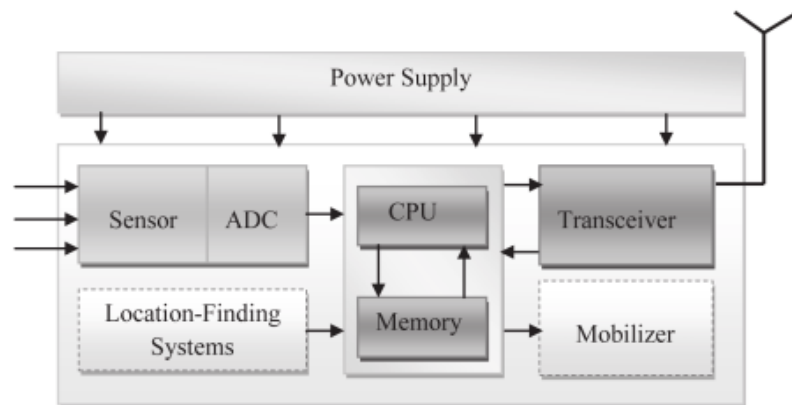 Power Supply
Sensor
ADC
CPU
Transceiver
Location-Finding
Systems
Memory
Mobilizer